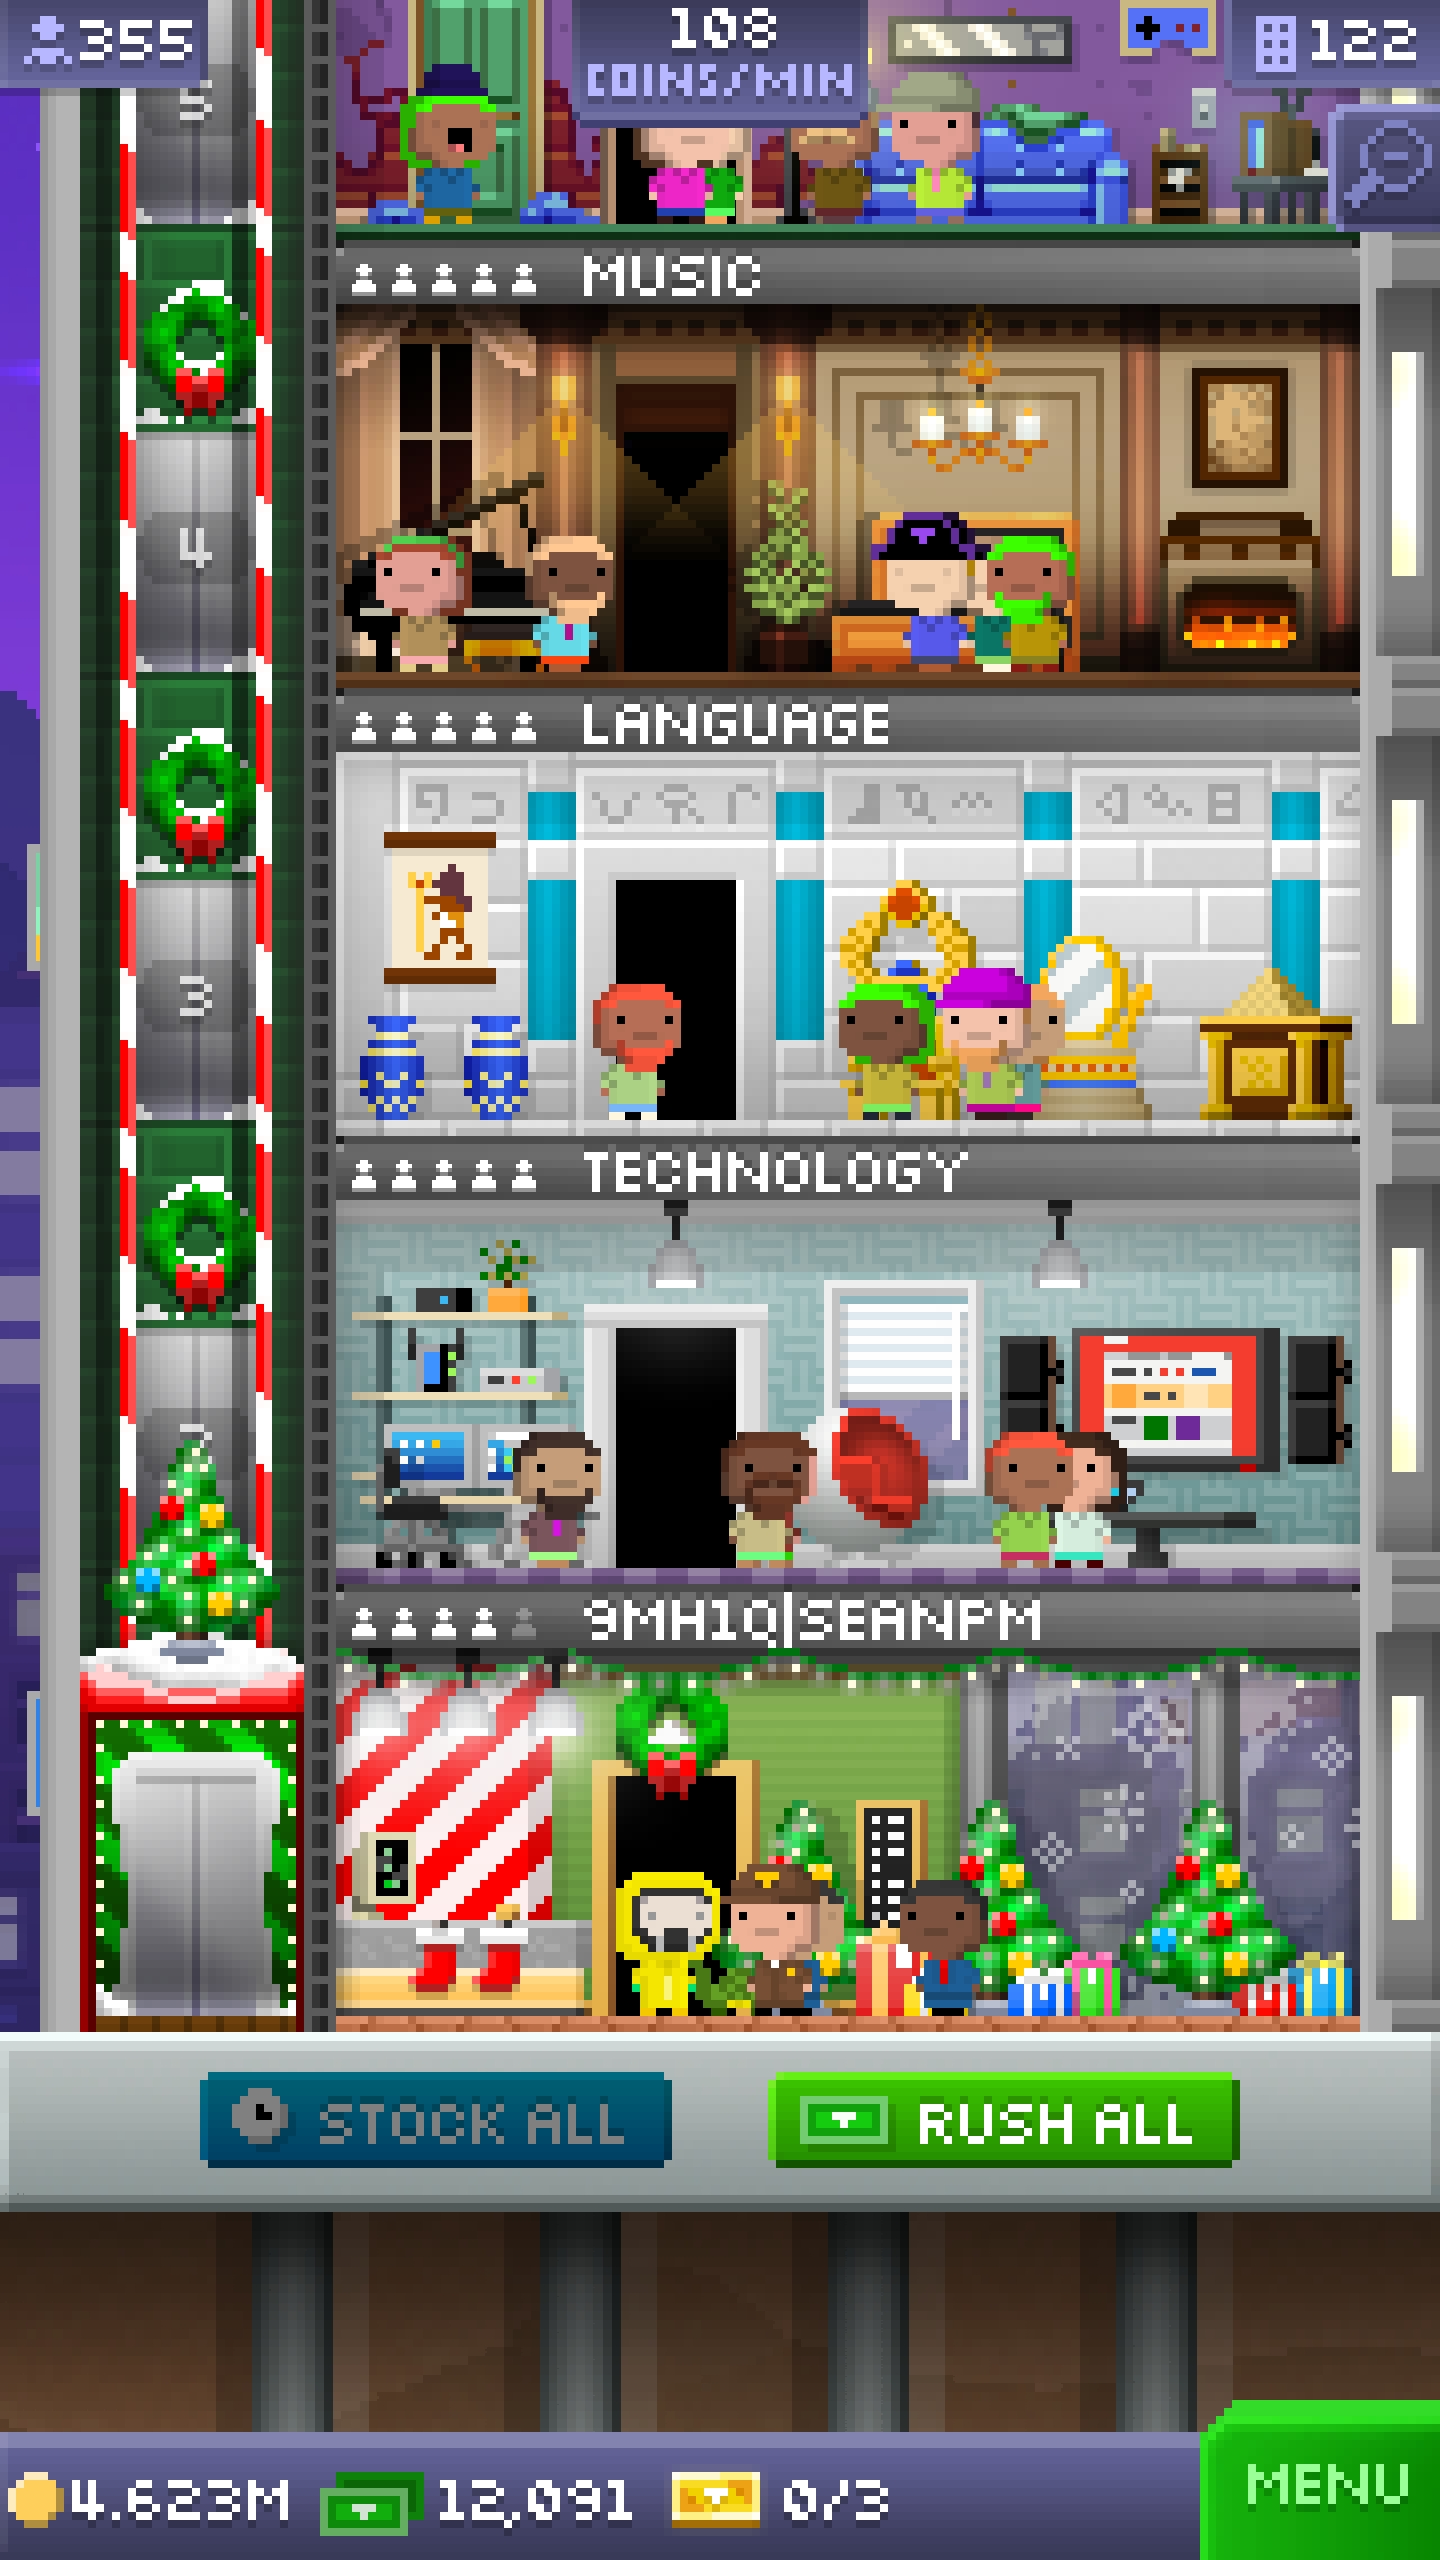 355
108
COINS/MIN
122
5
MUSIC
4
LANGUAGE
3
TECHNOLOGY
9MH1Q|SEANPM
STOCK ALL
RUSH ALL
4.623M
12,091
0/3
MENU